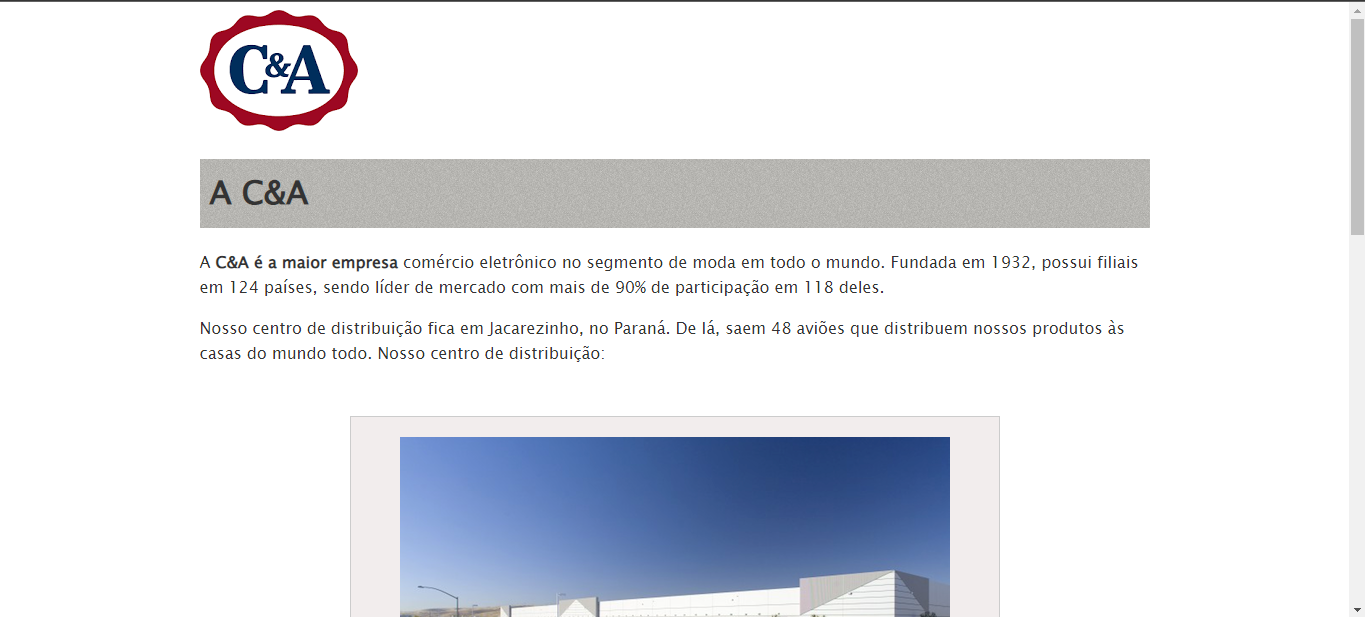 C&A
A C&A
A C&A é a maior empresa comércio eletrônico no segmento de moda em todo o mundo. Fundada em 1932, possui filiais
em 124 países, sendo líder de mercado com mais de 90% de participação em 118 deles.
Nosso centro de distribuição fica em Jacarezinho, no Paraná. De lá, saem 48 aviões que distribuem nossos produtos às
casas do mundo todo. Nosso centro de distribuição: